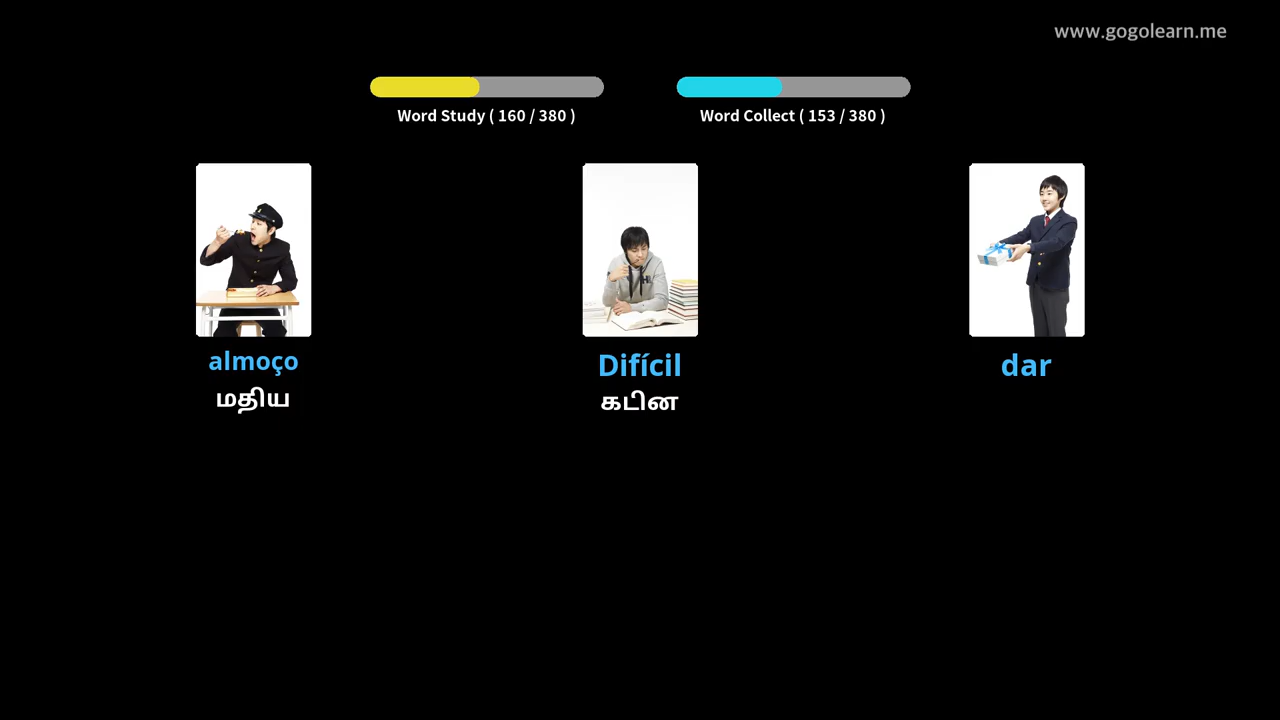 www.gogolearn.me
Word Study ( 160 / 380 )
Word Collect ( 153 / 380 )
almoço
மதிய
Difícil
கடின
dar